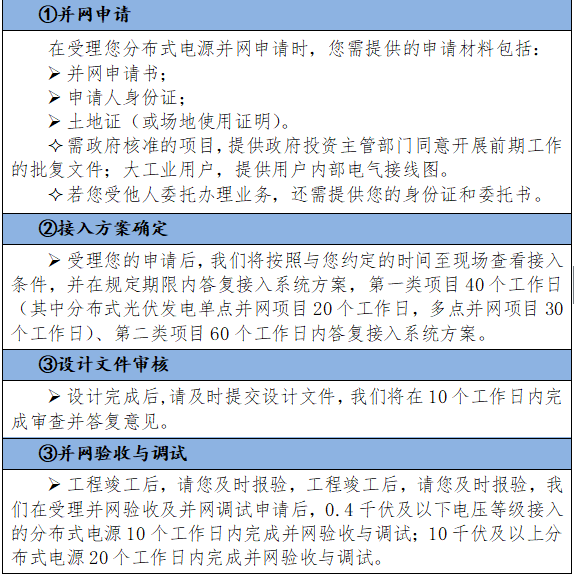 ①并网申请
在受理您分布式电源并网申请时，您需提供的申请材料包括：
➢并网申请书；
➢申请人身份证；
➢土地证（或场地使用证明）。
✧需政府核准的项目，提供政府投资主管部门同意开展前期工作
的批复文件；大工业用户，提供用户内部电气接线图。
✧若您受他人委托办理业务，还需提供您的身份证和委托书。
②接入方案确定
➢受理您的申请后，我们将按照与您约定的时间至现场查看接入
条件，并在规定期限内答复接入系统方案，第一类项目 40 个工作日
（其中分布式光伏发电单点并网项目 20 个工作日，多点并网项目 30
个工作日）、第二类项目 60 个工作日内答复接入系统方案。
③设计文件审核
➢设计完成后,请及时提交设计文件，我们将在 10 个工作日内完
成审查并答复意见。
③并网验收与调试
➢工程竣工后，请您及时报验，工程竣工后，请您及时报验，我
们在受理并网验收及并网调试申请后，0.4 千伏及以下电压等级接入
的分布式电源 10 个工作日内完成并网验收与调试；10 千伏及以上分
布式电源 20 个工作日内完成并网验收与调试。